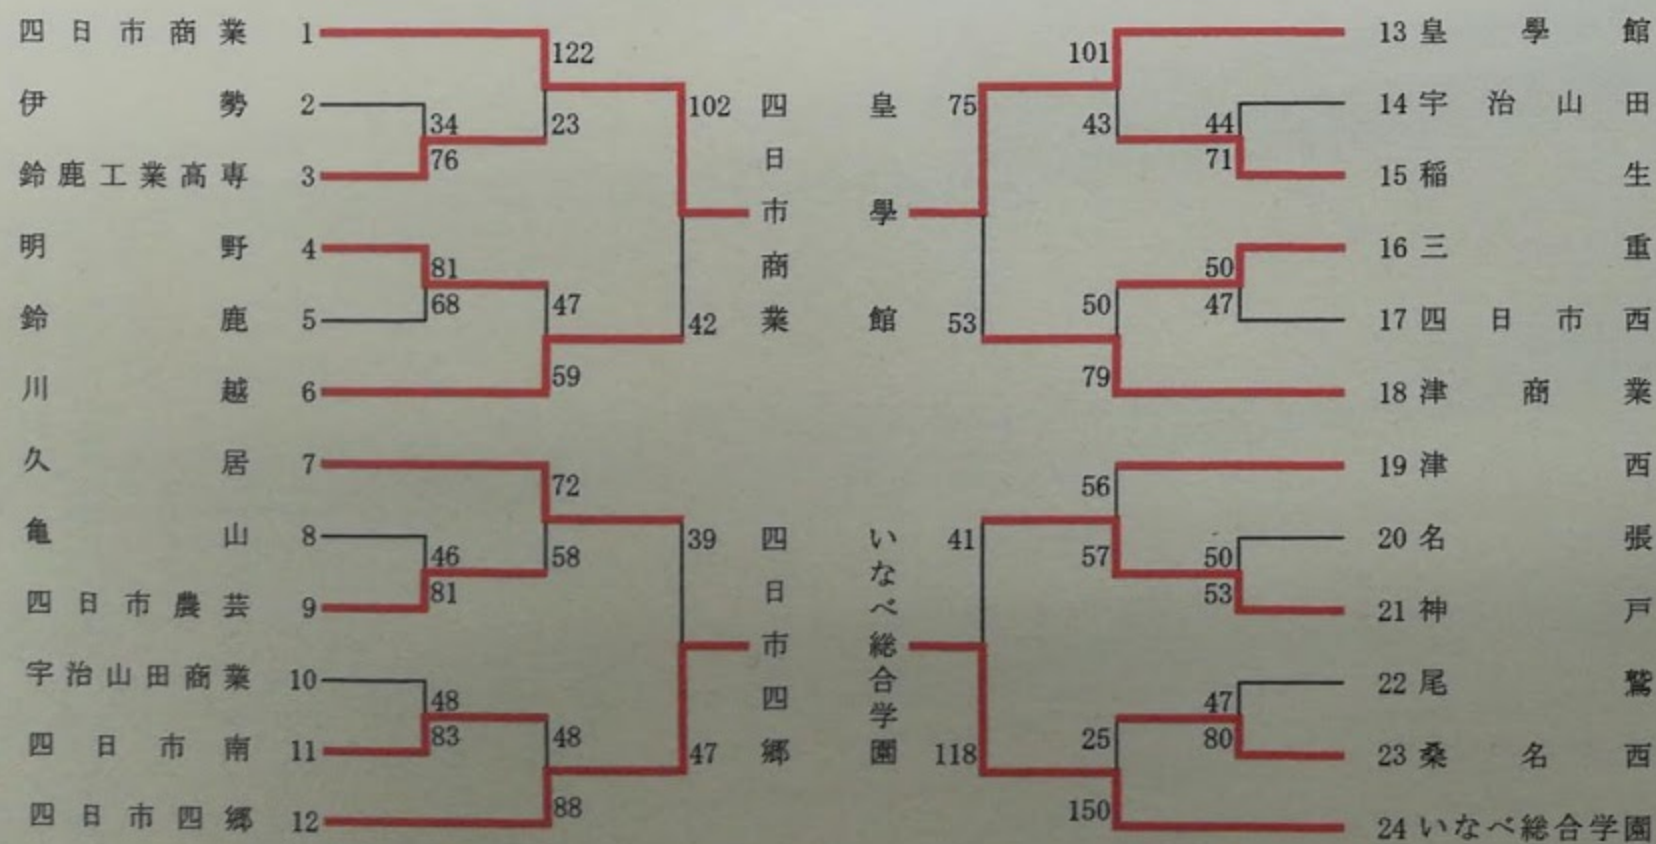 四日市商業 1
伊勢 2
鈴鹿工業高専 3
明野 4
鈴鹿 5
川越 6
久居 7
亀山 8
四日市農芸 9
宇治山田商業 10
四日市南 11
四日市四郷 12
122
34
76
23
81
68
47
59
102
42
72
46
81
58
48
83
48
88
39
47
四日市商業
四日市四郷
皇學館
いなべ総合学園
75
53
41
118
101
43
44
71
50
47
50
79
56
57
50
53
47
80
25
150
13 皇學館
14 宇治山田
15 稲生
16 三重
17 四日市西
18 津商業
19 津西
20 名張
21 神戸
22 尾鷲
23 桑名西
24 いなべ総合学園